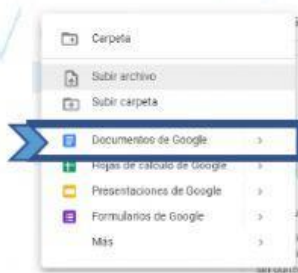 Carpeta
Subir archivo
Subir carpeta
Documentos de Google
Hojas de cálculo de Google
Presentaciones de Google
Formularios de Google
Más